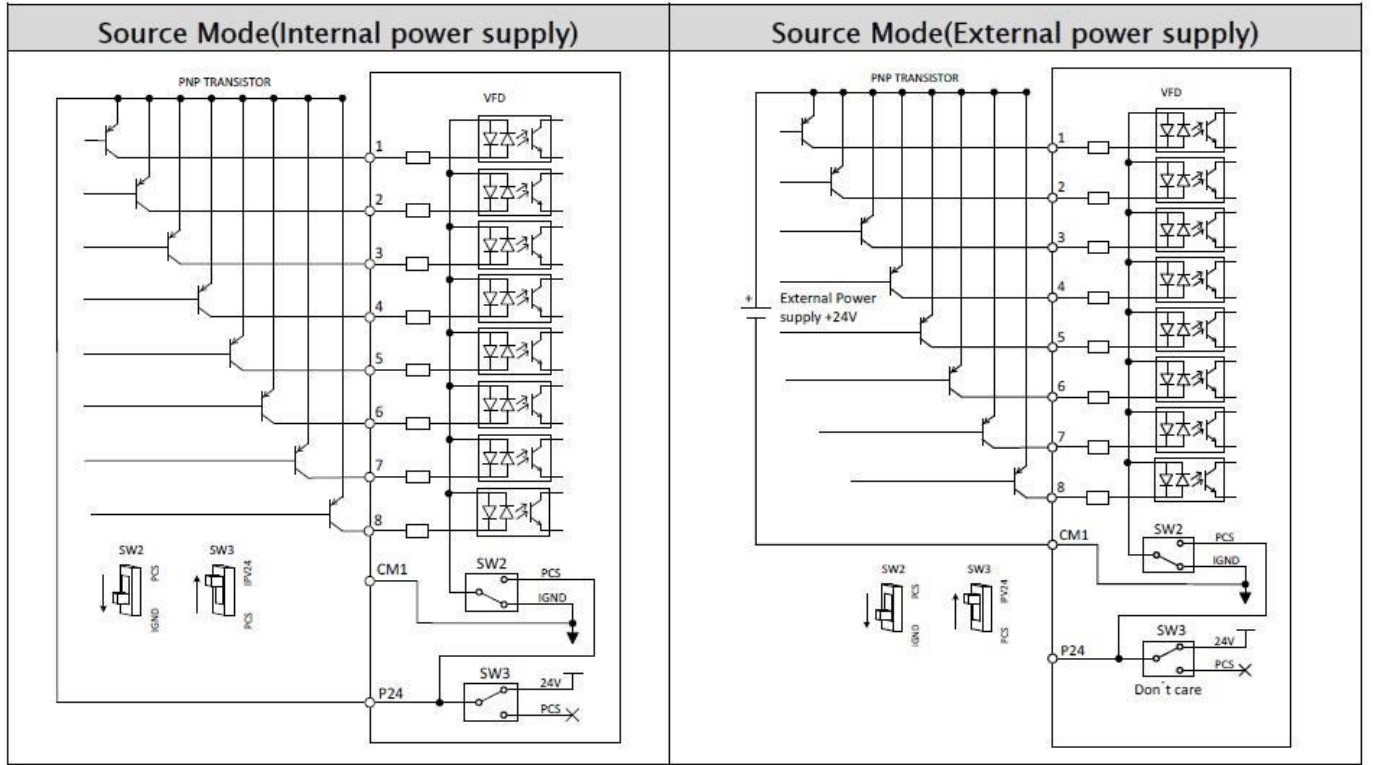 Source Mode(Internal power supply)
PNP TRANSISTOR
VFD
1
2
3
4
5
6
7
8
SW2
PCS
IGND
SW3
IPV24
PCS
CM1
SW2
PCS
IGND
SW3
24V
P24
PCS
Source Mode(External power supply)
PNP TRANSISTOR
VFD
1
2
3
4
+
External Power
supply +24V
5
6
7
8
CM1
SW2
PCS
IGND
SW2
PCS
IGND
SW3
IPV24
PCS
SW3
24V
P24
PCS
Don´t care